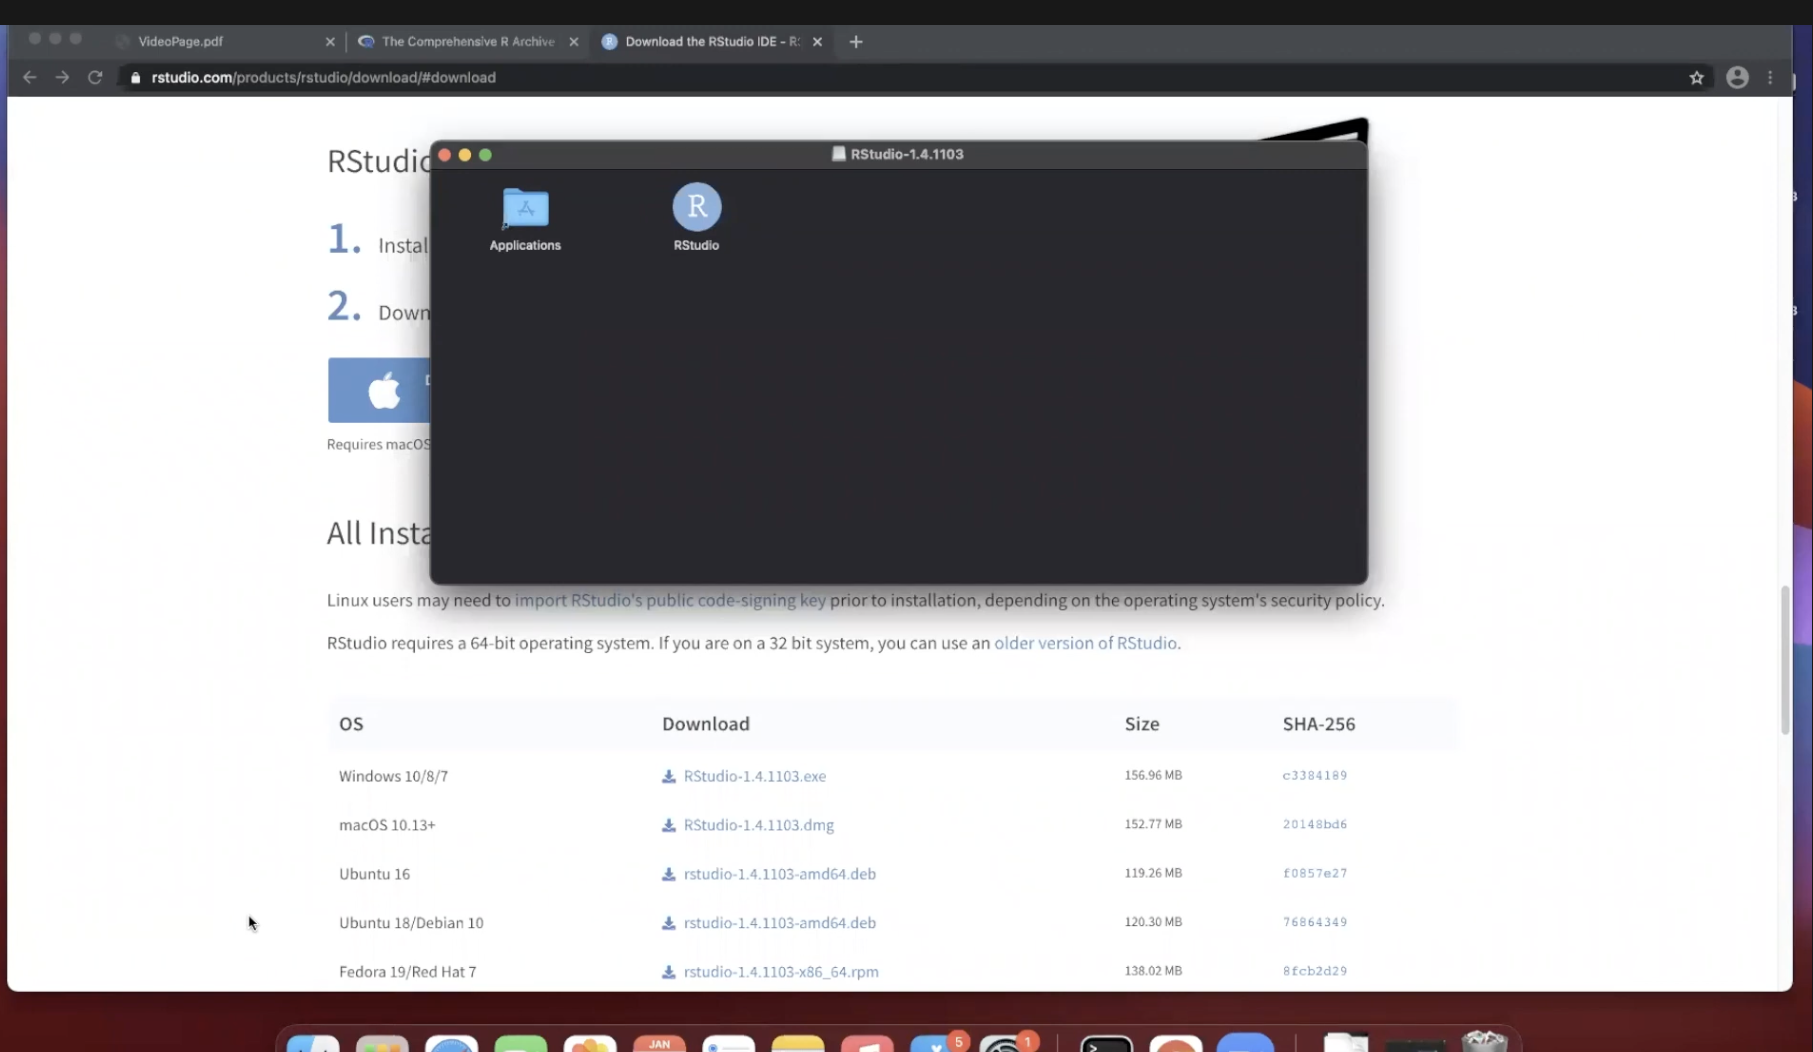 VideoPage.pdf
The Comprehensive R Archive
Download the RStudio IDE - R
rstudio.com/products/rstudio/download/#download
RStudio-1.4.1103
Applications
R
RStudio
RStudio
1. Instal
2. Down
Requires macOS
All Insta
Linux users may need to import RStudio's public code-signing key prior to installation, depending on the operating system's security policy.
RStudio requires a 64-bit operating system. If you are on a 32 bit system, you can use an older version of RStudio.
OS Download Size SHA-256
Windows 10/8/7 RStudio-1.4.1103.exe 156.96 MB c3384189
macOS 10.13+ RStudio-1.4.1103.dmg 152.77 MB 20148bd6
Ubuntu 16 rstudio-1.4.1103-amd64.deb 119.26 MB f0857e27
Ubuntu 18/Debian 10 rstudio-1.4.1103-amd64.deb 120.30 MB 76864349
Fedora 19/Red Hat 7 rstudio-1.4.1103-x86_64.rpm 138.02 MB 8fcb2d29
JAN 5 1